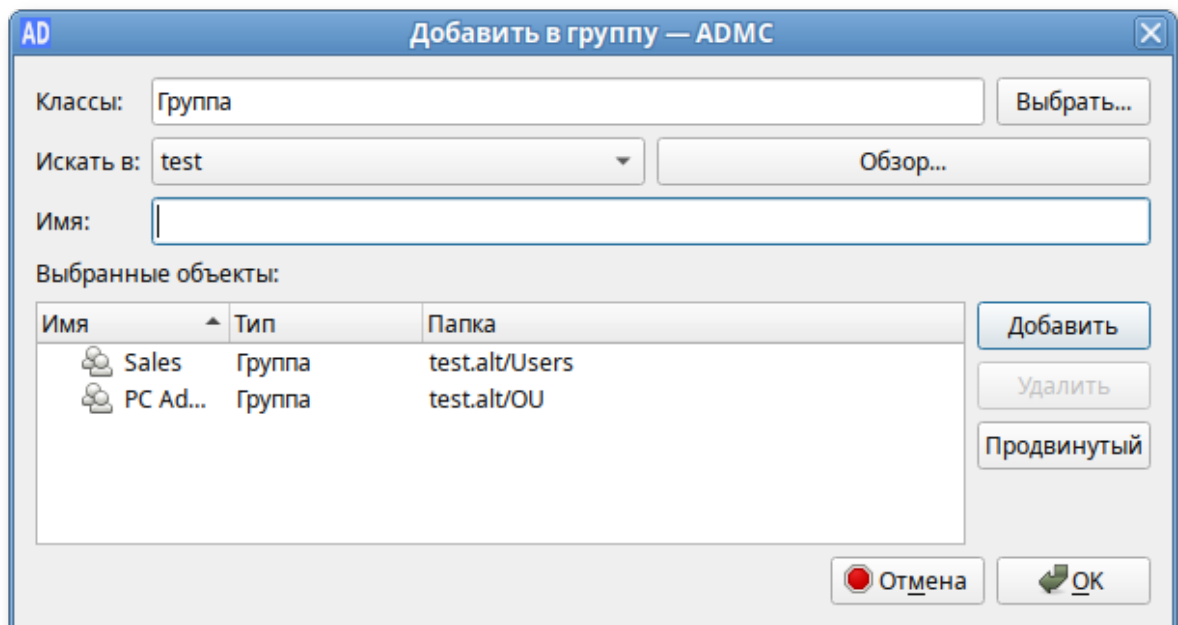 AD Добавить в группу — ADMC
Классы: Группа Выбрать...
Искать в: test Обзор...
Имя:
Выбранные объекты:
Имя Тип Папка Добавить
Sales Группа test.alt/Users
PC Ad... Группа test.alt/OU Удалить
Продвинутый
Отмена OK